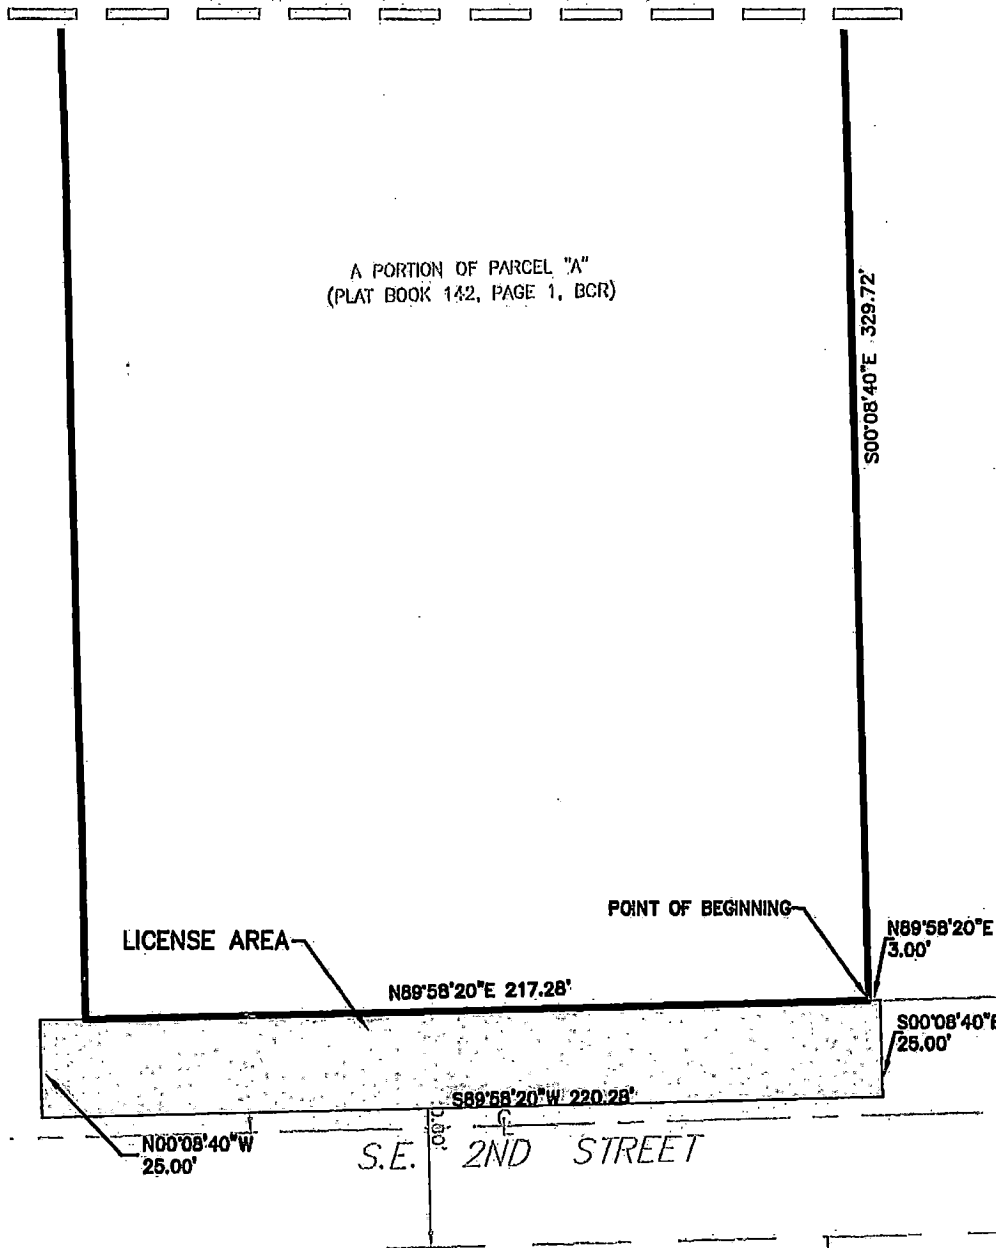 A PORTION OF PARCEL "A"
(PLAT BOOK 142, PAGE 1, BCR)
S00°08'40"E 329.72'
POINT OF BEGINNING
N89°58'20"E
3.00'
LICENSE AREA
N89°58'20"E 217.28'
S00°08'40"E
25.00'
S89°58'20"W 220.28'
N00°08'40"W
25.00'
S.E. 2ND STREET